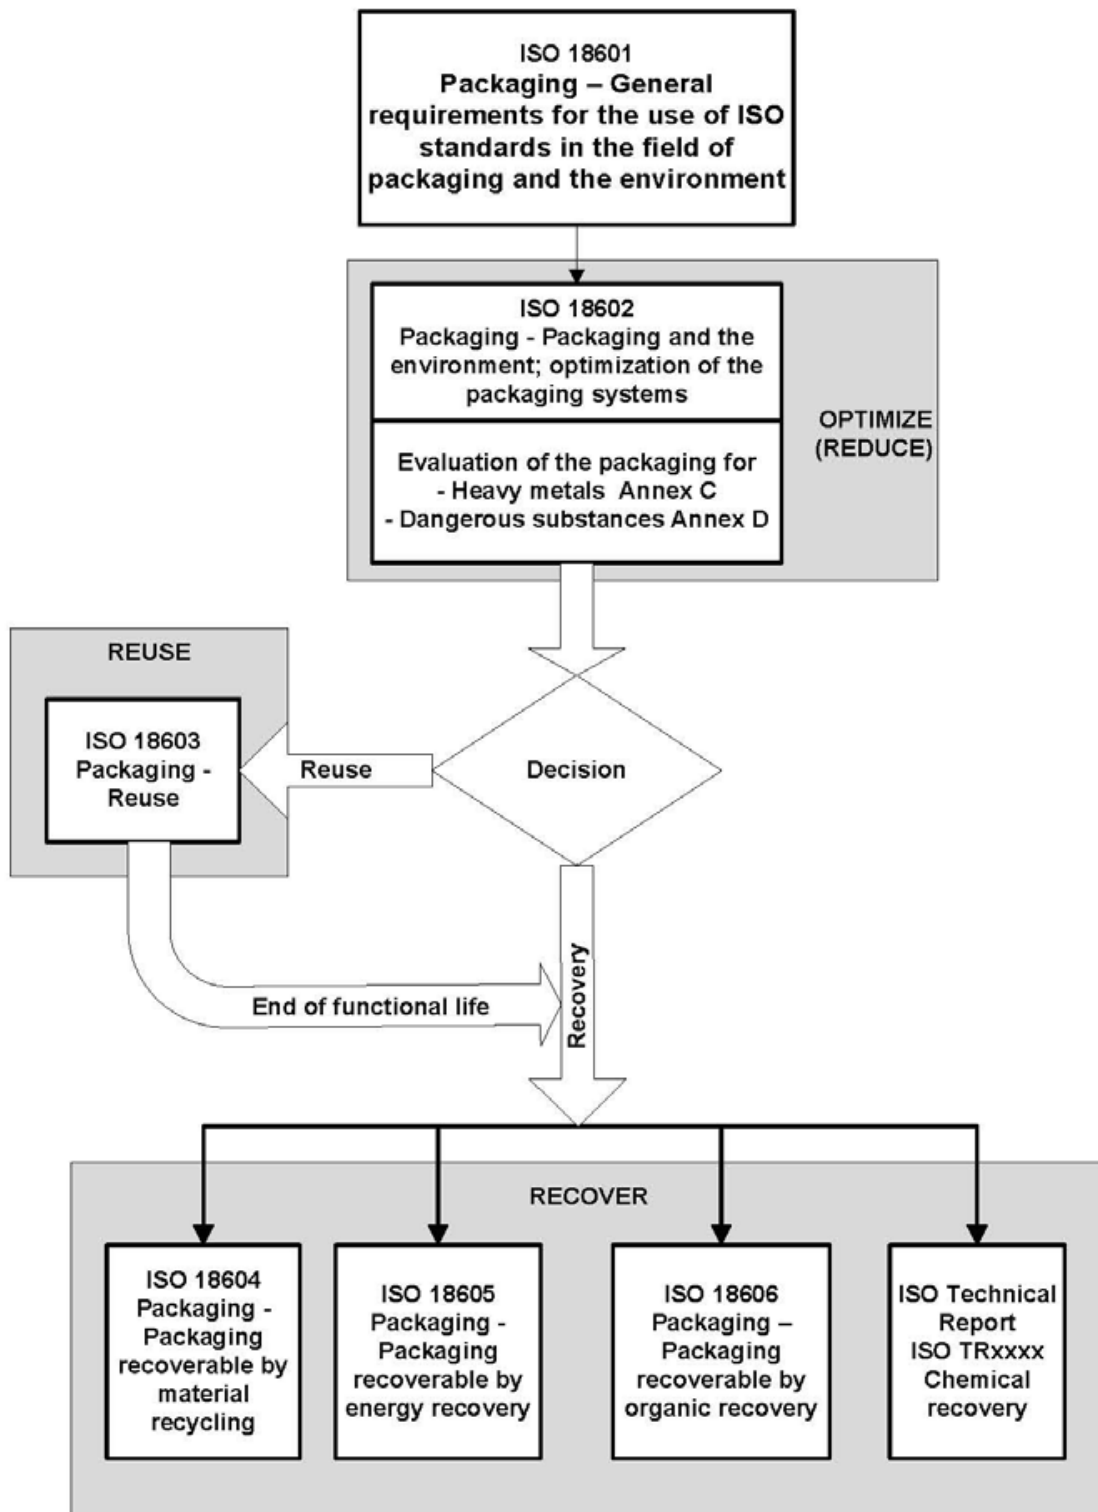 ISO 18601
Packaging – General
requirements for the use of ISO
standards in the field of
packaging and the environment
ISO 18602
Packaging - Packaging and the
environment; optimization of the
packaging systems
OPTIMIZE
(REDUCE)
Evaluation of the packaging for
- Heavy metals  Annex C
- Dangerous substances Annex D
REUSE
ISO 18603
Packaging -
Reuse
Reuse
Decision
End of functional life
Recovery
RECOVER
ISO 18604
Packaging -
Packaging
recoverable by
material
recycling
ISO 18605
Packaging -
Packaging
recoverable by
energy recovery
ISO 18606
Packaging –
Packaging
recoverable by
organic recovery
ISO Technical
Report
ISO TRxxxx
Chemical
recovery